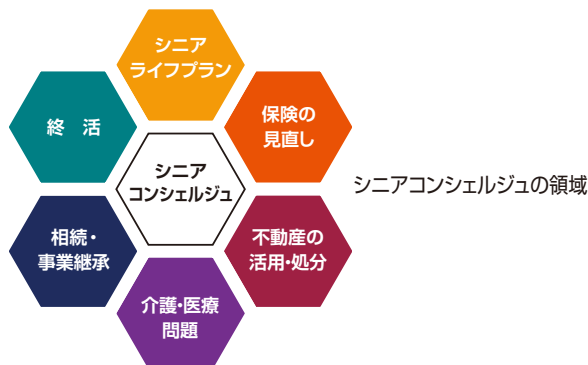 シニア
ライフプラン
保険の
見直し
終　活
シニア
コンシェルジュ
シニアコンシェルジュの領域
相続・
事業継承
不動産の
活用・処分
介護・医療
問題